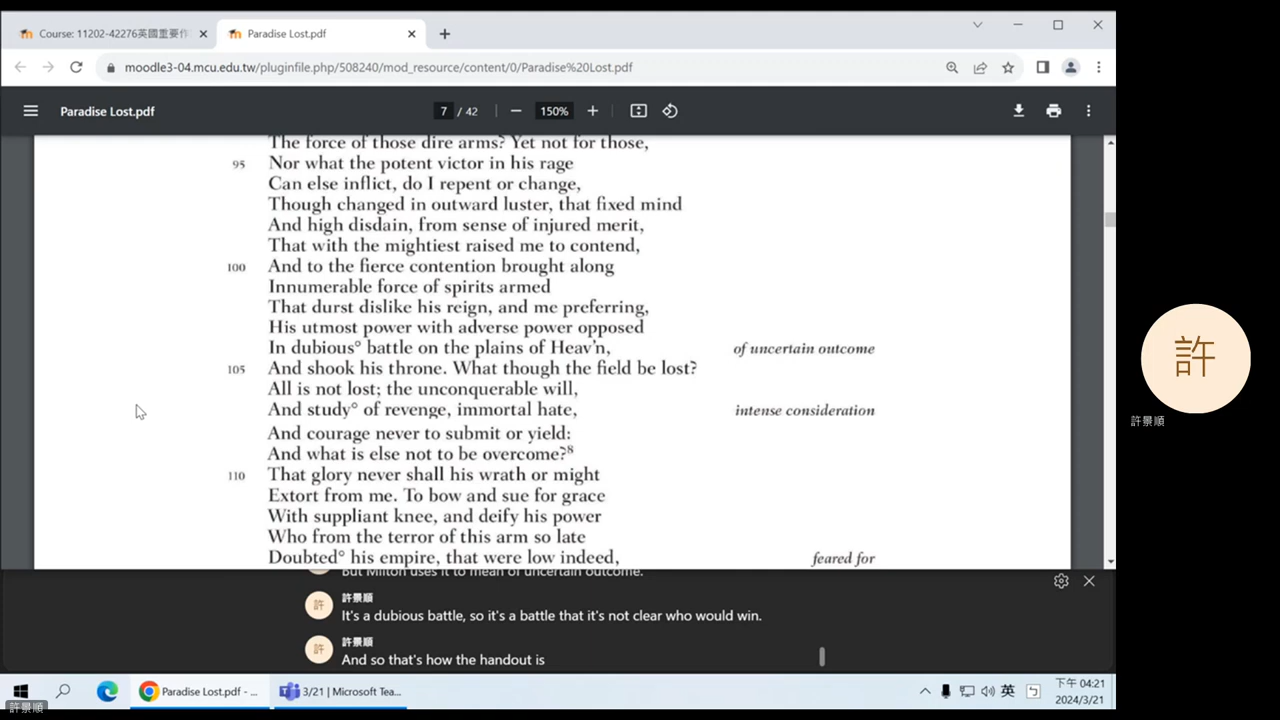 Course: 11202-42276英國重要作
Paradise Lost.pdf
moodle3-04.mcu.edu.tw/pluginfile.php/508240/mod_resource/content/0/Paradise%20Lost.pdf
Paradise Lost.pdf
7 / 42
150%
The force of those dire arms? Yet not for those,
95 Nor what the potent victor in his rage
Can else inflict, do I repent or change,
Though changed in outward luster, that fixed mind
And high disdain, from sense of injured merit,
That with the mightiest raised me to contend,
100 And to the fierce contention brought along
Innumerable force of spirits armed
That durst dislike his reign, and me preferring,
His utmost power with adverse power opposed
In dubious° battle on the plains of Heav'n, of uncertain outcome
105 And shook his throne. What though the field be lost?
All is not lost; the unconquerable will,
And study° of revenge, immortal hate, intense consideration
And courage never to submit or yield:
And what is else not to be overcome?⁸
110 That glory never shall his wrath or might
Extort from me. To bow and sue for grace
With suppliant knee, and deify his power
Who from the terror of this arm so late
Doubted° his empire, that were low indeed, feared for
But Milton uses it to mean of uncertain outcome.
許 許景順
It's a dubious battle, so it's a battle that it's not clear who would win.
許 許景順
And so that's how the handout is
許
許景順
Paradise Lost.pdf - ...
3/21 | Microsoft Tea...
英
下午 04:21
2024/3/21
許景順